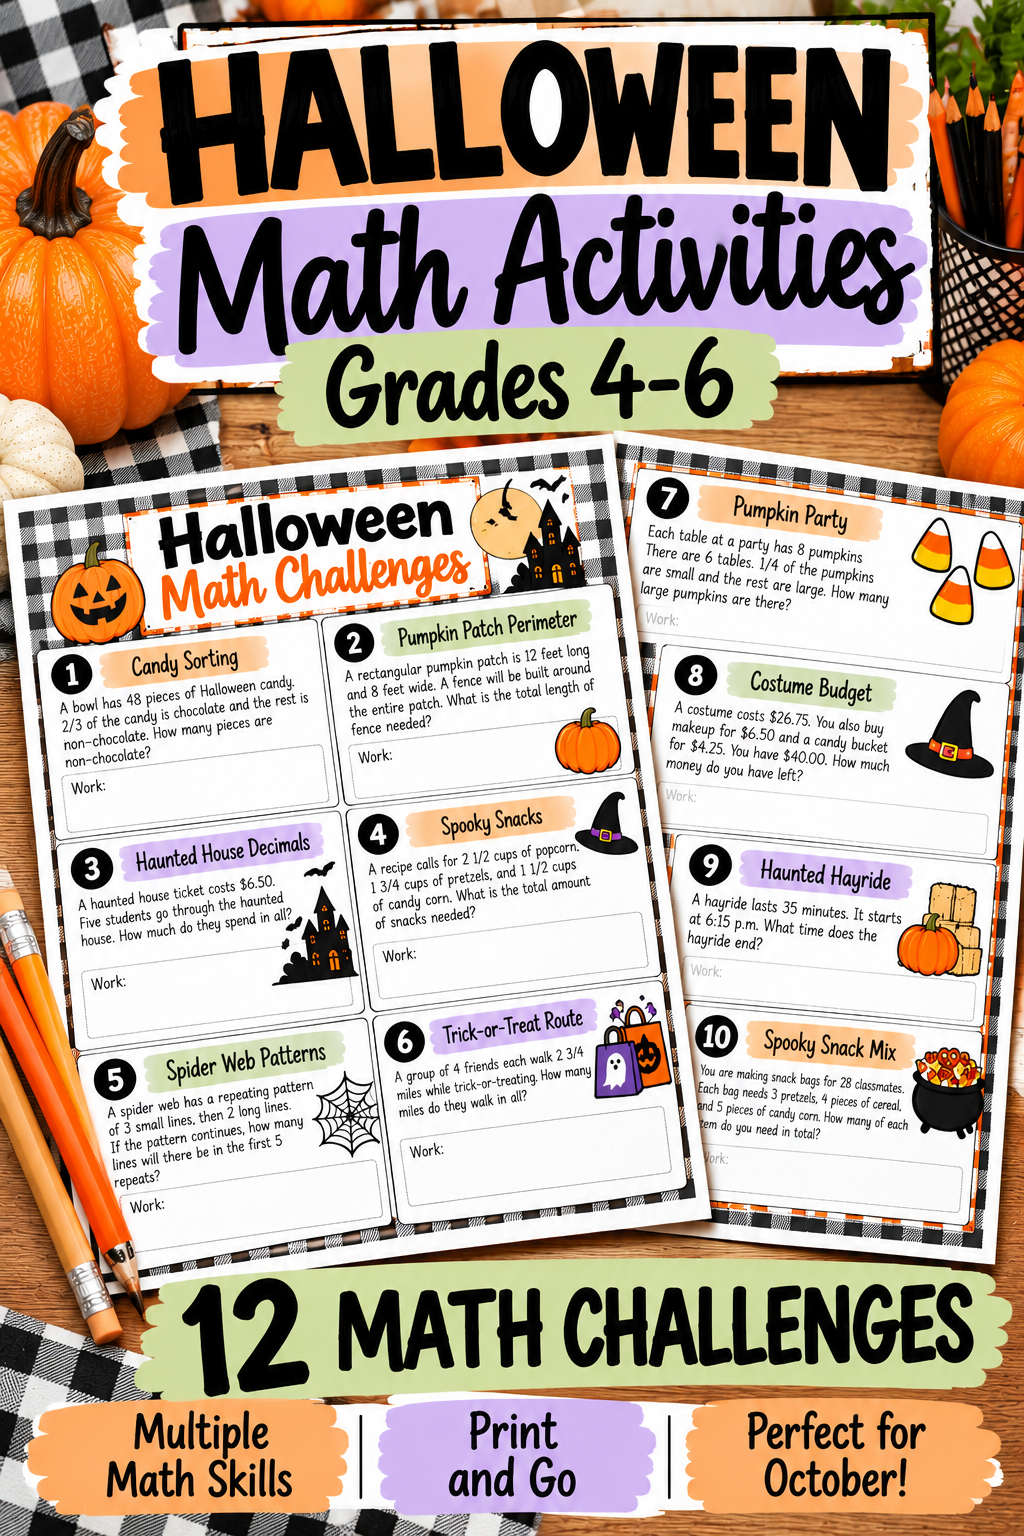 HALLOWEEN
Math Activities
Grades 4-6
Halloween
Math Challenges
1 Candy Sorting
A bowl has 48 pieces of Halloween candy.
2/3 of the candy is chocolate and the rest is
non-chocolate. How many pieces are
non-chocolate?
Work:
2 Pumpkin Patch Perimeter
A rectangular pumpkin patch is 12 feet long
and 8 feet wide. A fence will be built around
the entire patch. What is the total length of
fence needed?
Work:
3 Haunted House Decimals
A haunted house ticket costs $6.50.
Five students go through the haunted
house. How much do they spend in all?
Work:
4 Spooky Snacks
A recipe calls for 2 1/2 cups of popcorn.
1 3/4 cups of pretzels, and 1 1/2 cups
of candy corn. What is the total amount
of snacks needed?
Work:
5 Spider Web Patterns
A spider web has a repeating pattern
of 3 small lines, then 2 long lines.
If the pattern continues, how many
lines will there be in the first 5
repeats?
Work:
6 Trick-or-Treat Route
A group of 4 friends each walk 2 3/4
miles while trick-or-treating. How many
miles do they walk in all?
Work:
7 Pumpkin Party
Each table at a party has 8 pumpkins
There are 6 tables. 1/4 of the pumpkins
are small and the rest are large. How many
large pumpkins are there?
Work:
8 Costume Budget
A costume costs $26.75. You also buy
makeup for $6.50 and a candy bucket
for $4.25. You have $40.00. How much
money do you have left?
Work:
9 Haunted Hayride
A hayride lasts 35 minutes. It starts
at 6:15 p.m. What time does the
hayride end?
Work:
10 Spooky Snack Mix
You are making snack bags for 28 classmates.
Each bag needs 3 pretzels, 4 pieces of cereal,
and 5 pieces of candy corn. How many of each
tem do you need in total?
Work:
12 MATH CHALLENGES
Multiple
Math Skills
Print
and Go
Perfect for
October!